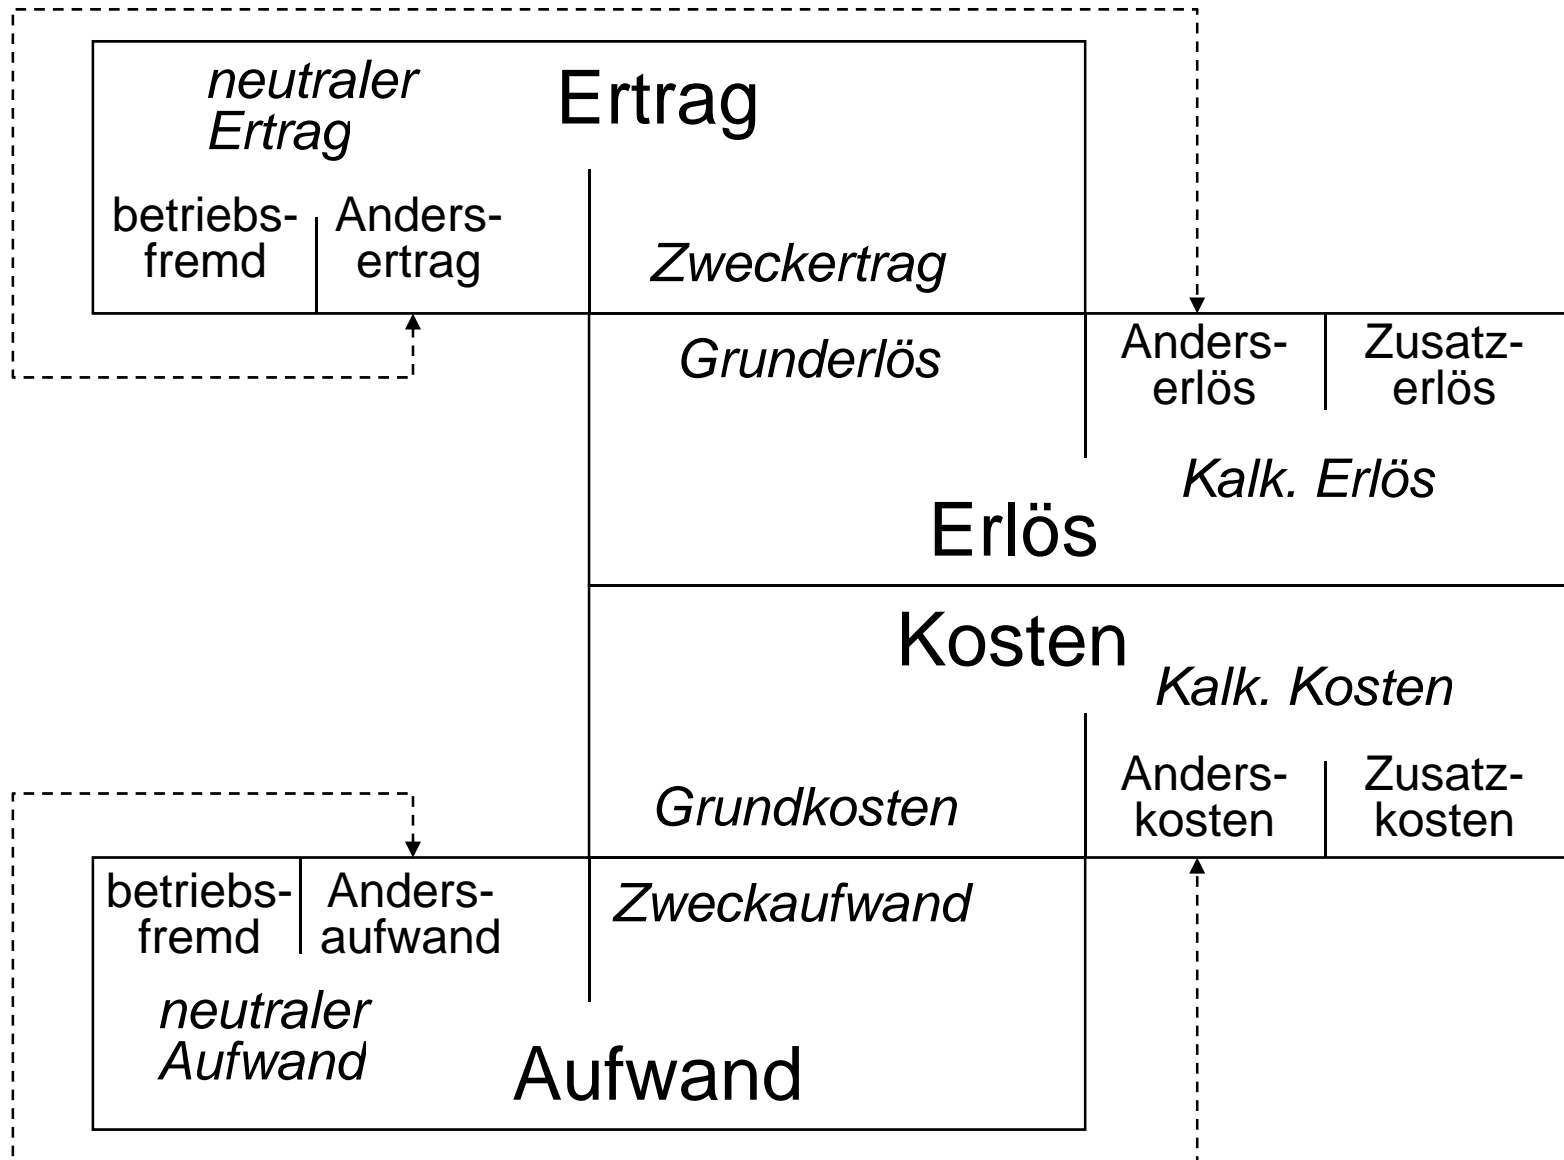 neutraler
Ertrag
Ertrag
betriebs-
fremd
Anders-
ertrag
Zweckertrag
Grunderlös
Anders-
erlös
Zusatz-
erlös
Kalk. Erlös
Erlös
Kosten
Kalk. Kosten
Grundkosten
Anders-
kosten
Zusatz-
kosten
betriebs-
fremd
Anders-
aufwand
Zweckaufwand
neutraler
Aufwand
Aufwand